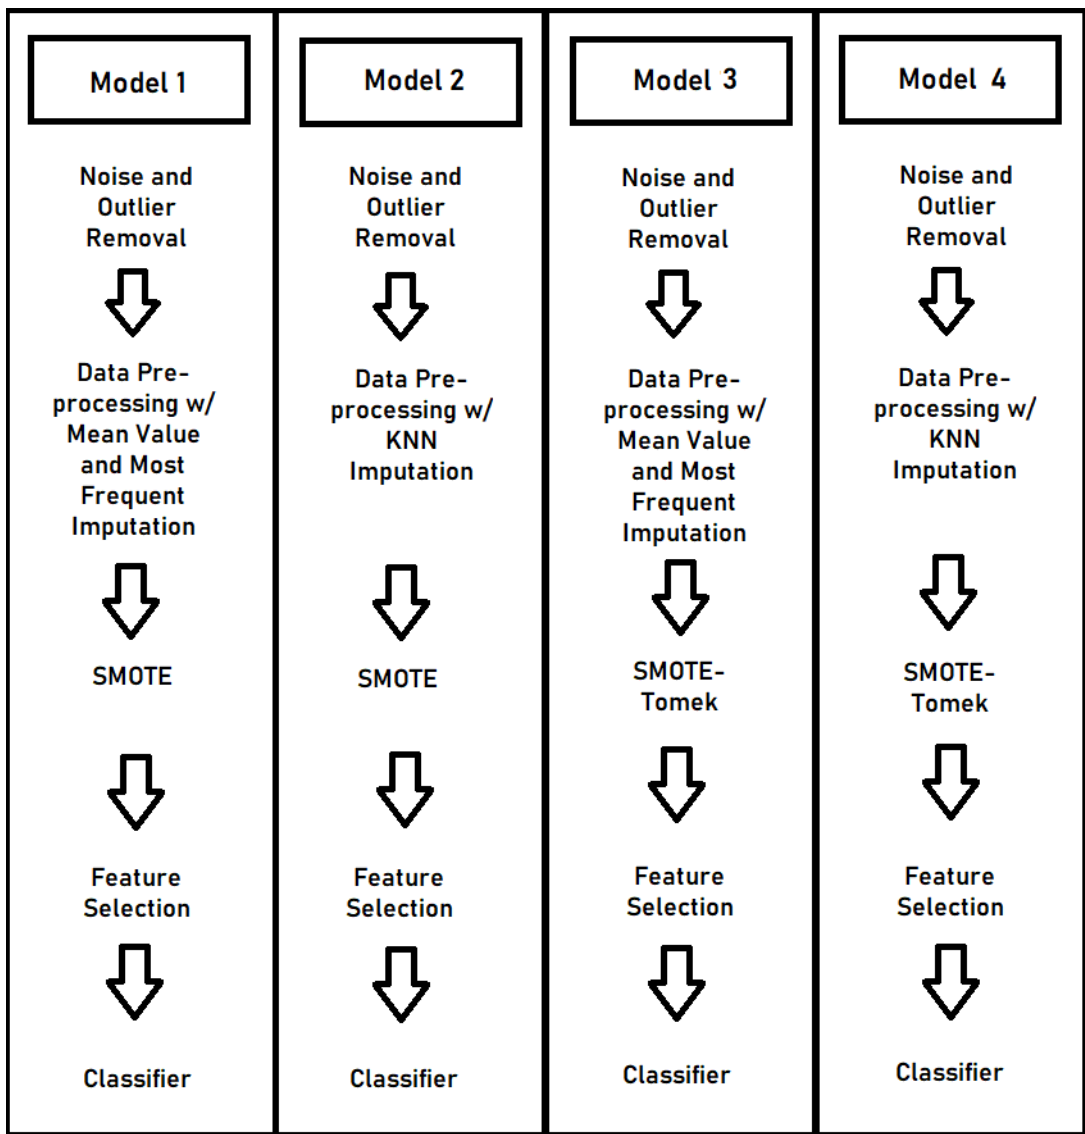 Model 1
Noise and
Outlier
Removal
Data Pre-
processing w/
Mean Value
and Most
Frequent
Imputation
SMOTE
Feature
Selection
Classifier
Model 2
Noise and
Outlier
Removal
Data Pre-
processing w/
KNN
Imputation
SMOTE
Feature
Selection
Classifier
Model 3
Noise and
Outlier
Removal
Data Pre-
processing w/
Mean Value
and Most
Frequent
Imputation
SMOTE-
Tomek
Feature
Selection
Classifier
Model 4
Noise and
Outlier
Removal
Data Pre-
processing w/
KNN
Imputation
SMOTE-
Tomek
Feature
Selection
Classifier